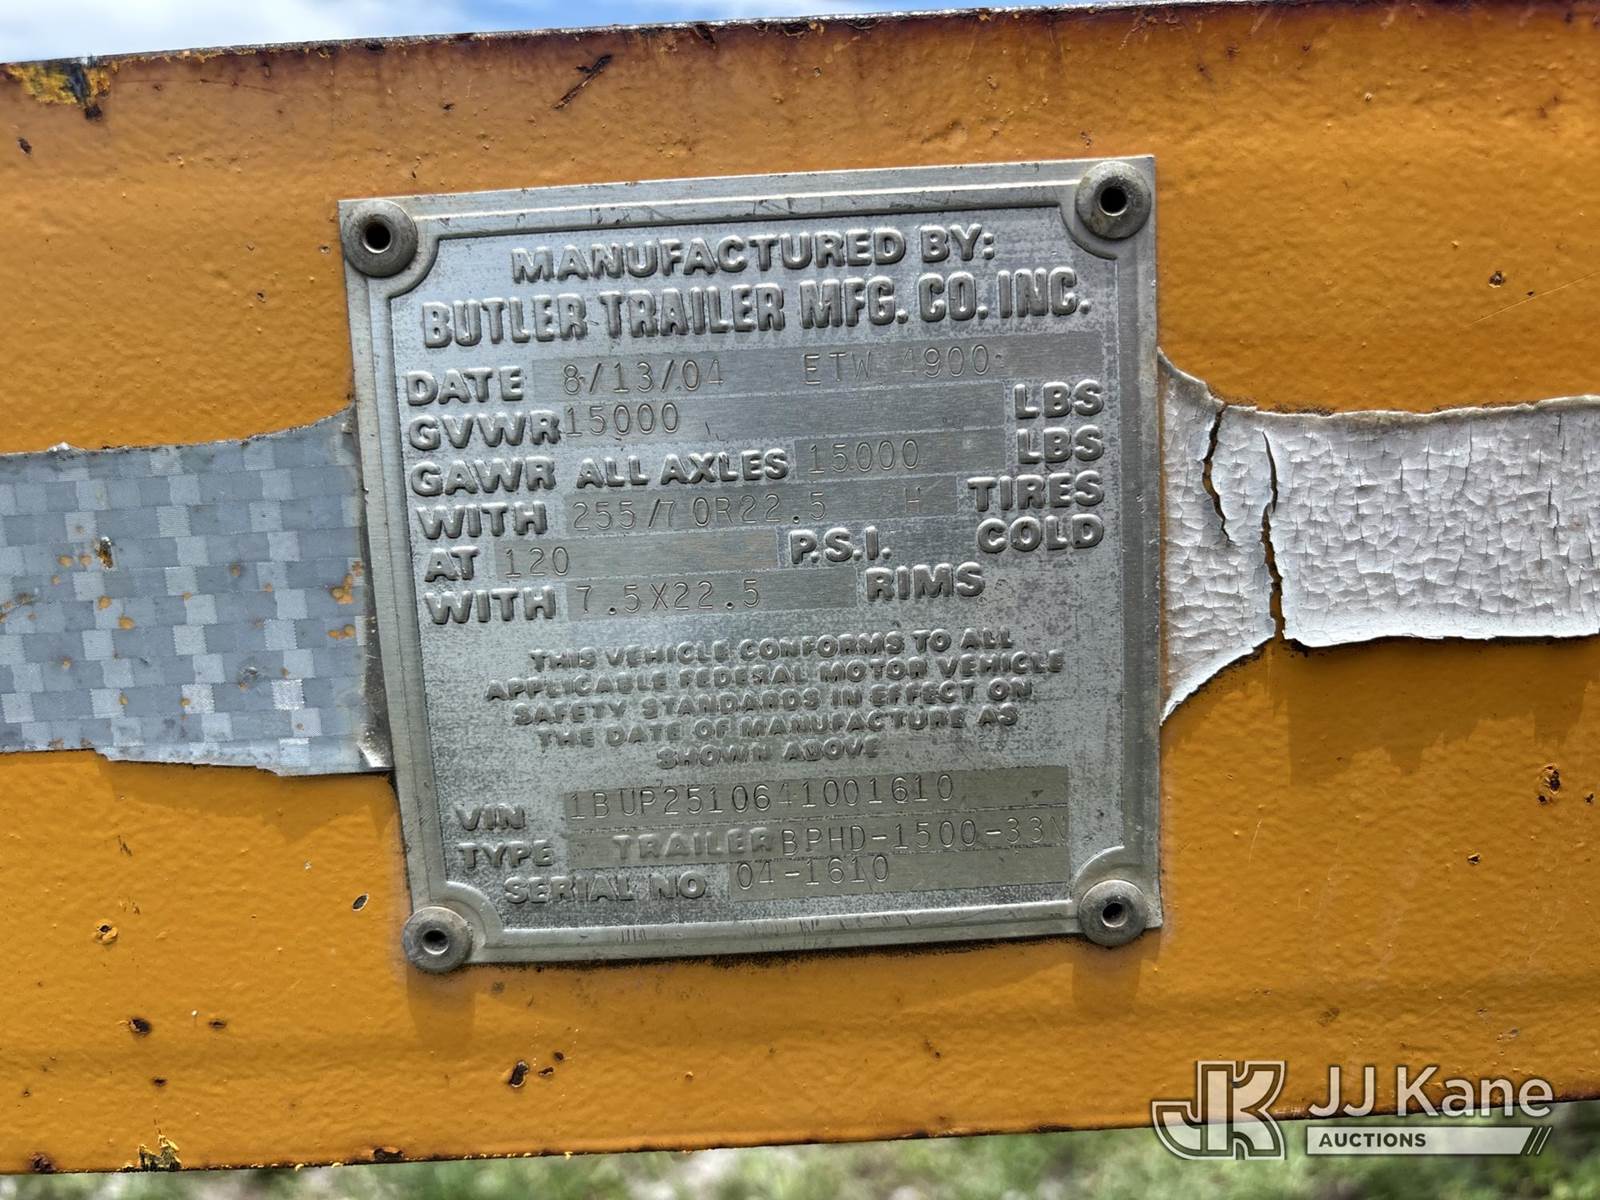 MANUFACTURED BY:
BUTLER TRAILER MFG. CO. INC.
DATE 8/13/04 ETW 4900
GVWR 15000 LBS
GAWR ALL AXLES 15000 LBS
WITH 255/70R22.5 H TIRES
AT 120 P.S.I. COLD
WITH 7.5X22.5 RIMS
THIS VEHICLE CONFORMS TO ALL
APPLICABLE FEDERAL MOTOR VEHICLE
SAFETY STANDARDS IN EFFECT ON
THE DATE OF MANUFACTURE AS
SHOWN ABOVE
VIN 1BUP2510641001610
TYPE TRAILER BPHD-1500-33N
SERIAL NO. 04-1610
JK JJ Kane
AUCTIONS